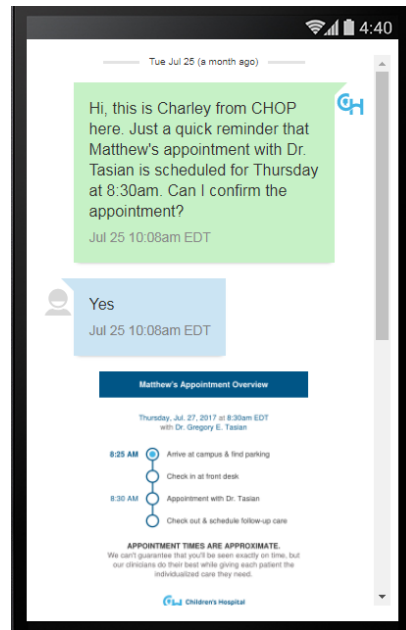 4:40
Tue Jul 25 (a month ago)
Hi, this is Charley from CHOP
here. Just a quick reminder that
Matthew's appointment with Dr.
Tasian is scheduled for Thursday
at 8:30am. Can I confirm the
appointment?
Jul 25 10:08am EDT
Yes
Jul 25 10:08am EDT
Matthew's Appointment Overview
Thursday, Jul. 27, 2017 at 8:30am EDT
with Dr. Gregory E. Tasian
8:25 AM Arrive at campus & find parking
Check in at front desk
8:30 AM Appointment with Dr. Tasian
Check out & schedule follow-up care
APPOINTMENT TIMES ARE APPROXIMATE.
We can't guarantee that you'll be seen exactly on time, but
our clinicians do their best while giving each patient the
individualized care they need.
Children's Hospital